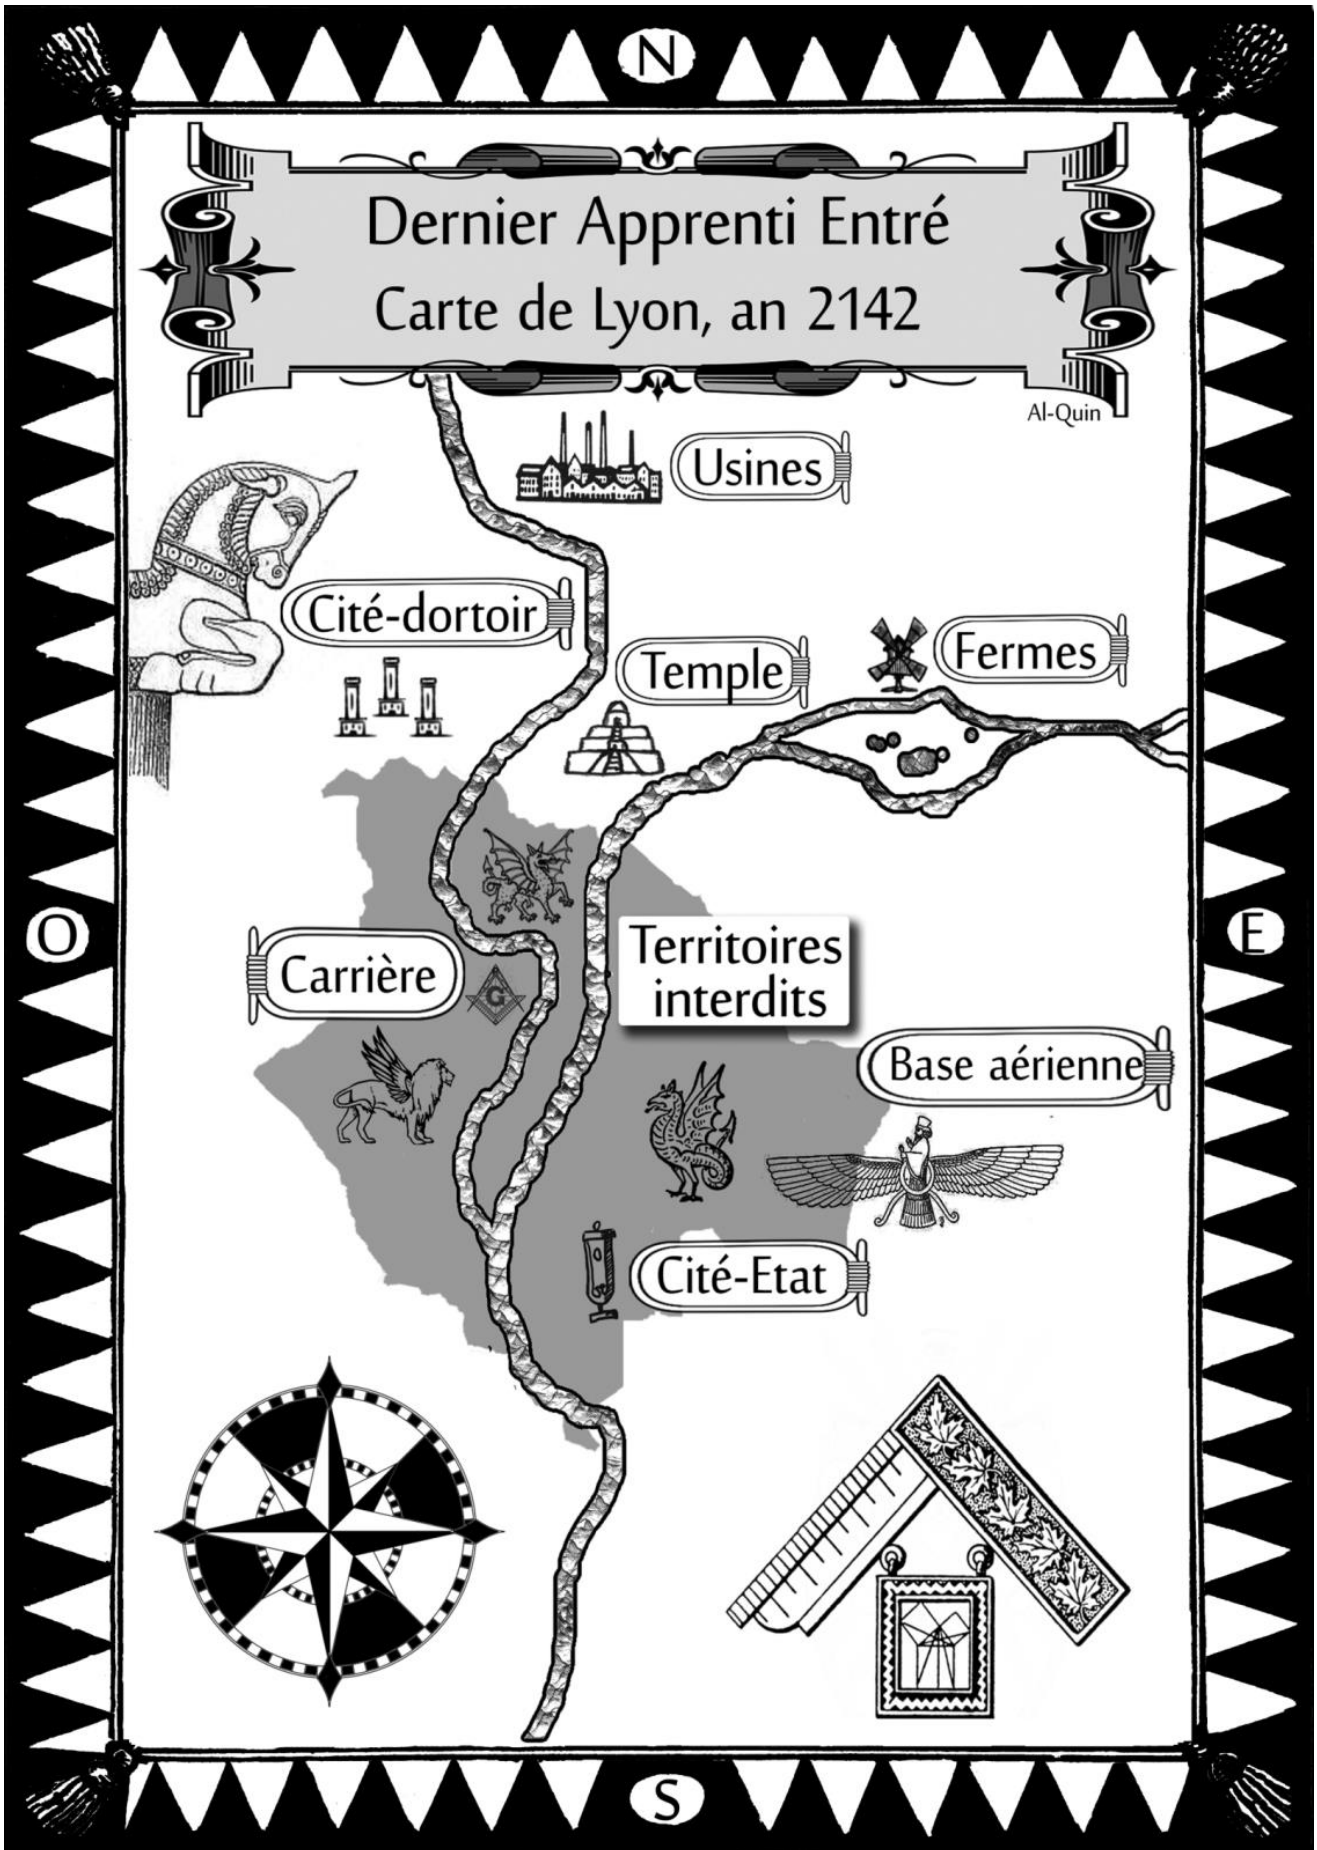 N
Dernier Apprenti Entré
Carte de Lyon, an 2142
Al-Quin
Usines
Cité-dortoir
Temple
Fermes
O
E
Carrière
G
Territoires
interdits
Base aérienne
Cité-Etat
S